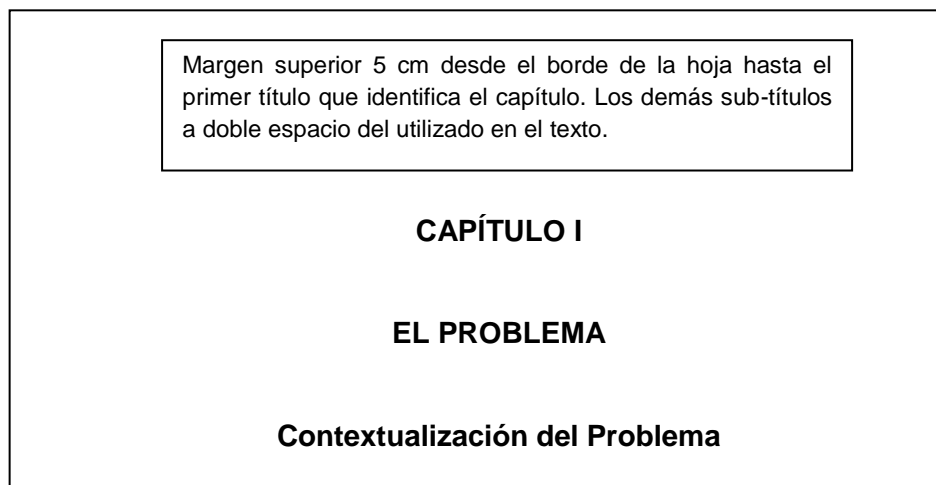 Margen superior 5 cm desde el borde de la hoja hasta el
primer título que identifica el capítulo. Los demás sub-títulos
a doble espacio del utilizado en el texto.
CAPÍTULO I
EL PROBLEMA
Contextualización del Problema